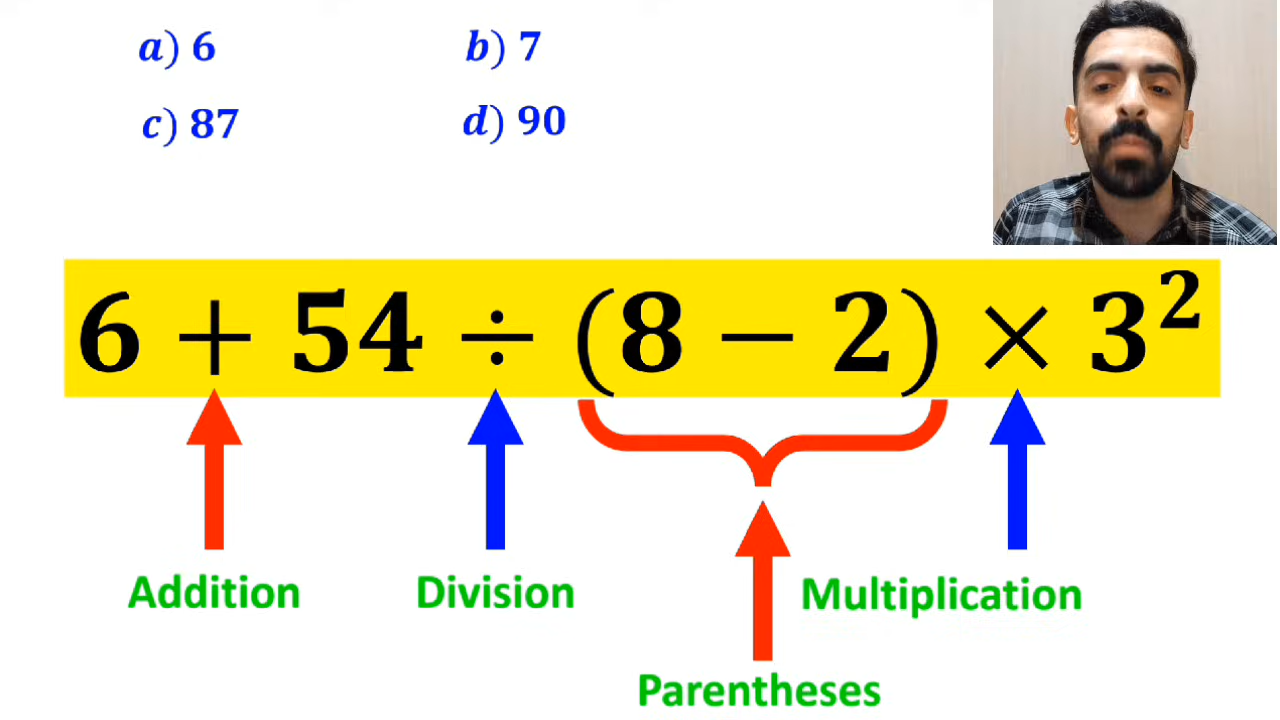 a) 6 b) 7
c) 87 d) 90
6 + 54 ÷ (8 − 2) × 3²
Addition Division Multiplication
Parentheses